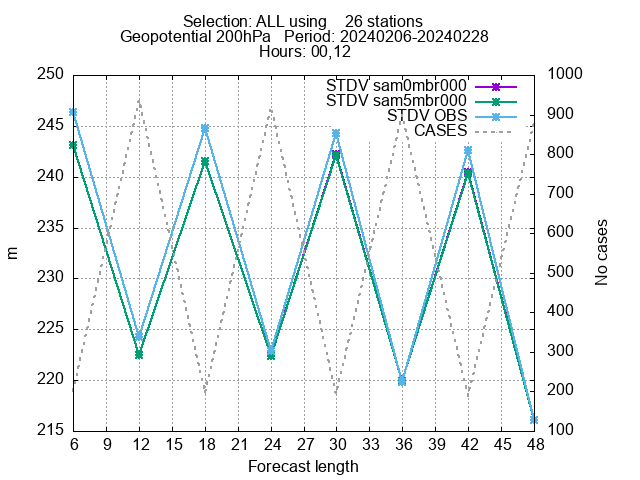 Selection: ALL using    26 stations
Geopotential 200hPa   Period: 20240206-20240228
Hours: 00,12
250 1000
STDV sam0mbr000
STDV sam5mbr000
STDV OBS
CASES
245 900
240 800
235 700
230 600
225 500
220 400
215 300
200
100
m
No cases
6 9 12 15 18 21 24 27 30 33 36 39 42 45 48
Forecast length